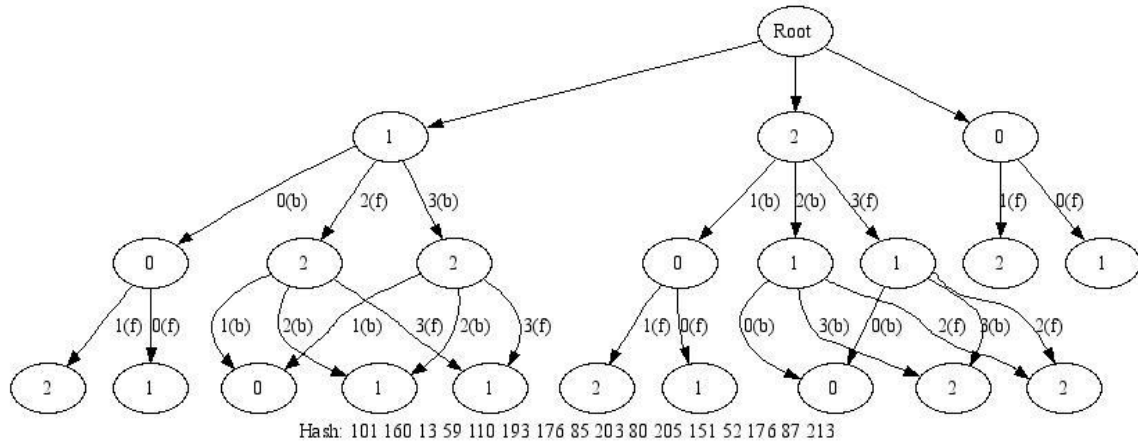 Root
1 2 0
0(b) 2(f) 3(b) 1(b) 2(b) 3(f) 1(f) 0(f)
0 2 2 0 1 1 2 1
1(f) 0(f) 1(b) 2(b) 1(b) 3(f) 2(b) 3(f) 1(f) 0(f) 0(b) 3(b) 0(b) 2(f) 3(b) 2(f)
2 1 0 1 1 2 1 0 2 2
Hash: 101 160 13 59 110 193 176 85 203 80 205 151 52 176 87 213